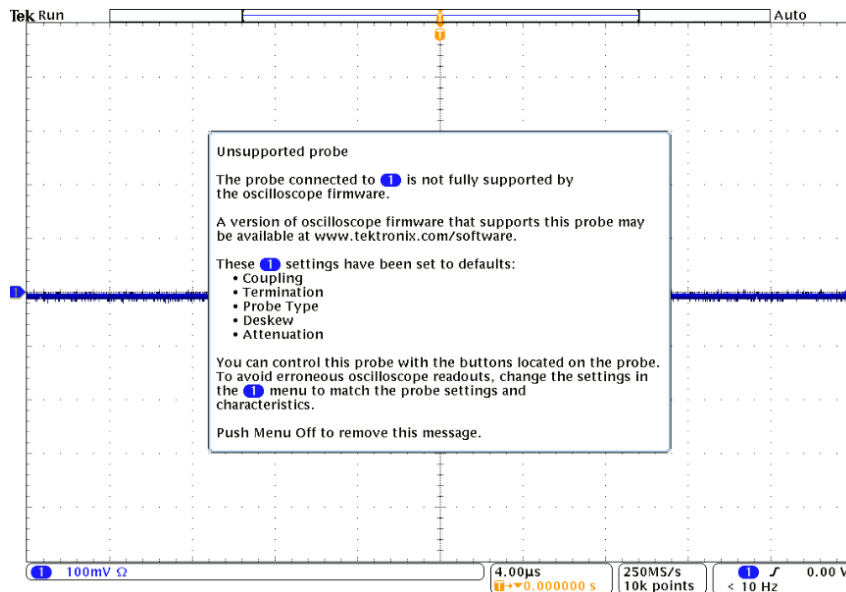 Tek Run Auto
T
T
Unsupported probe
The probe connected to 1 is not fully supported by
the oscilloscope firmware.
A version of oscilloscope firmware that supports this probe may
be available at www.tektronix.com/software.
These 1 settings have been set to defaults:
• Coupling
• Termination
• Probe Type
• Deskew
• Attenuation
You can control this probe with the buttons located on the probe.
To avoid erroneous oscilloscope readouts, change the settings in
the 1 menu to match the probe settings and
characteristics.
Push Menu Off to remove this message.
1
1 100mV Ω 4.00µs 250MS/s 1 0.00 V
T→▼0.000000 s 10k points < 10 Hz